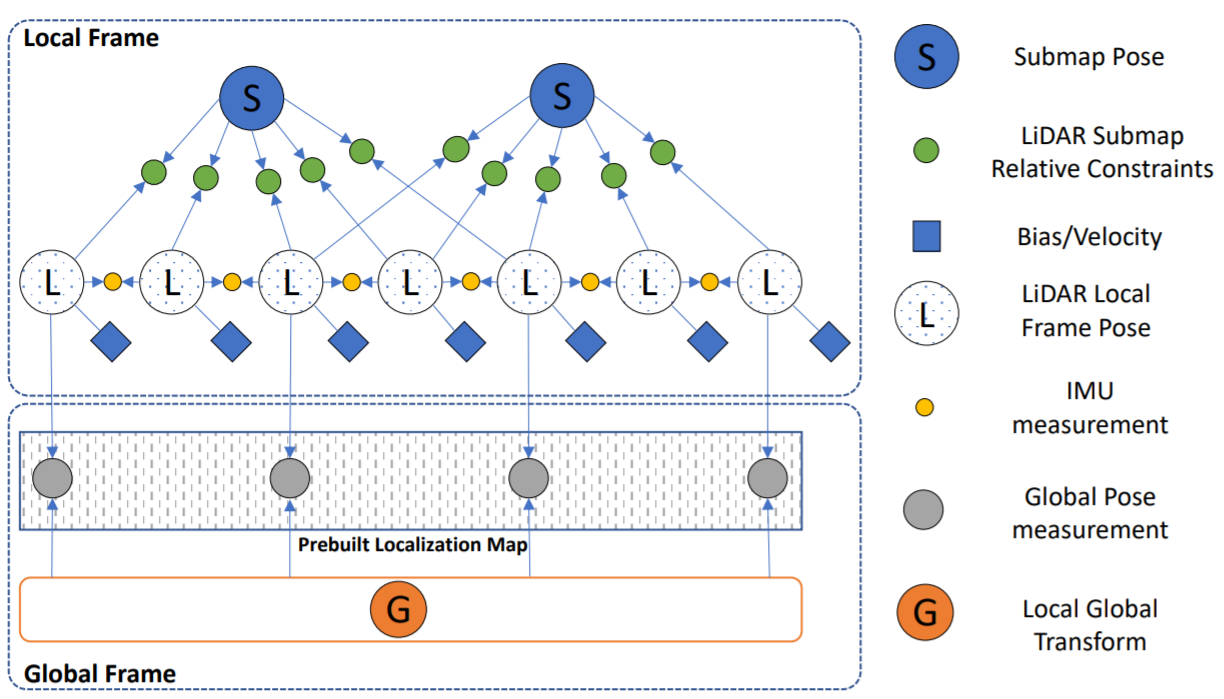 Local Frame
S
S
L
L
L
L
L
L
L
Prebuilt Localization Map
G
Global Frame
S
Submap Pose
LiDAR Submap
Relative Constraints
Bias/Velocity
L
LiDAR Local
Frame Pose
IMU
measurement
Global Pose
measurement
G
Local Global
Transform